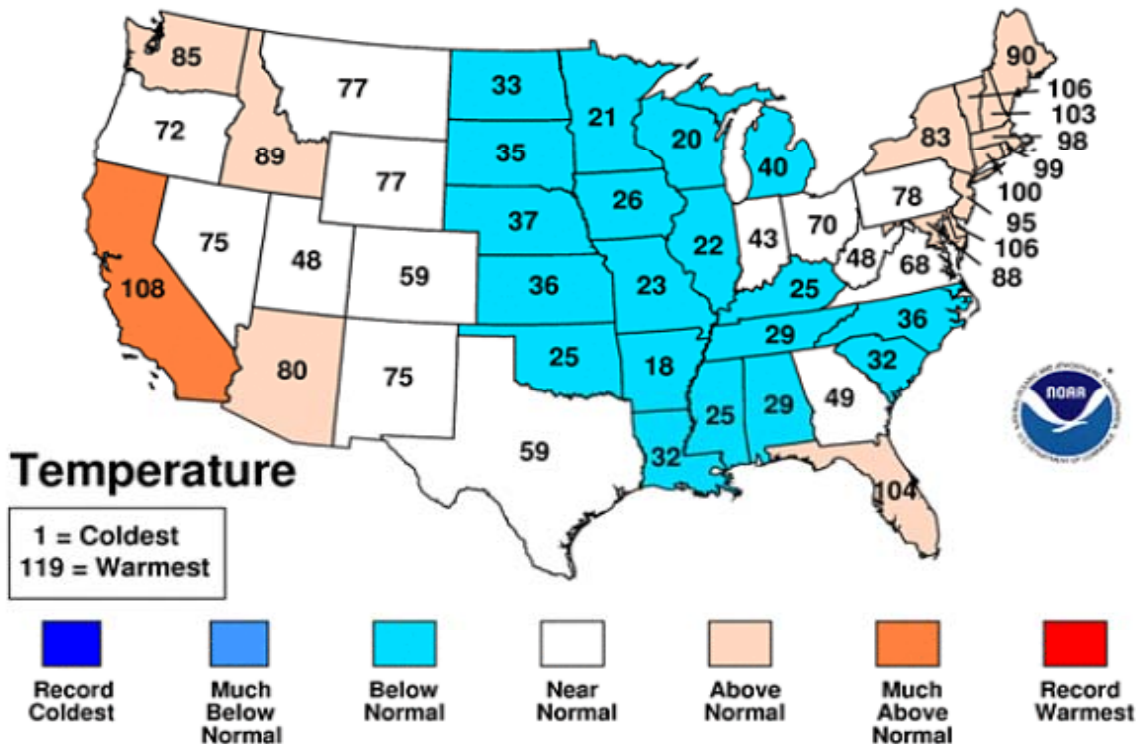 85
77
33
21
20
90
106
103
98
99
100
95
106
88
72
89
77
35
40
83
78
75
48
59
37
26
22
43
70
48
68
108
36
23
25
36
29
32
80
75
25
18
25
29
49
59
32
104
NOAA
Temperature
1 = Coldest
119 = Warmest
Record
Coldest
Much
Below
Normal
Below
Normal
Near
Normal
Above
Normal
Much
Above
Normal
Record
Warmest